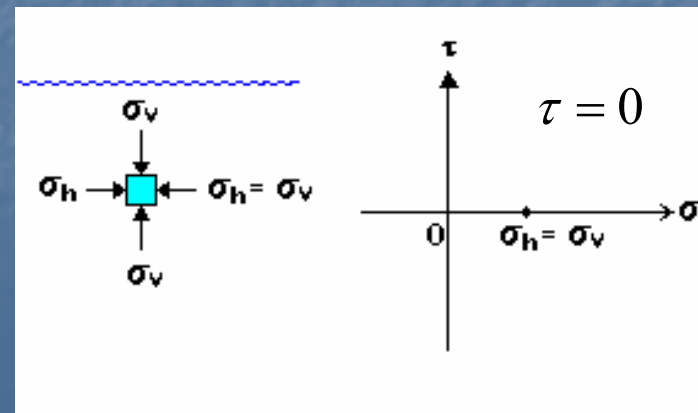 σv
σh σh = σv
σv
τ
τ = 0
σ
0 σh = σv